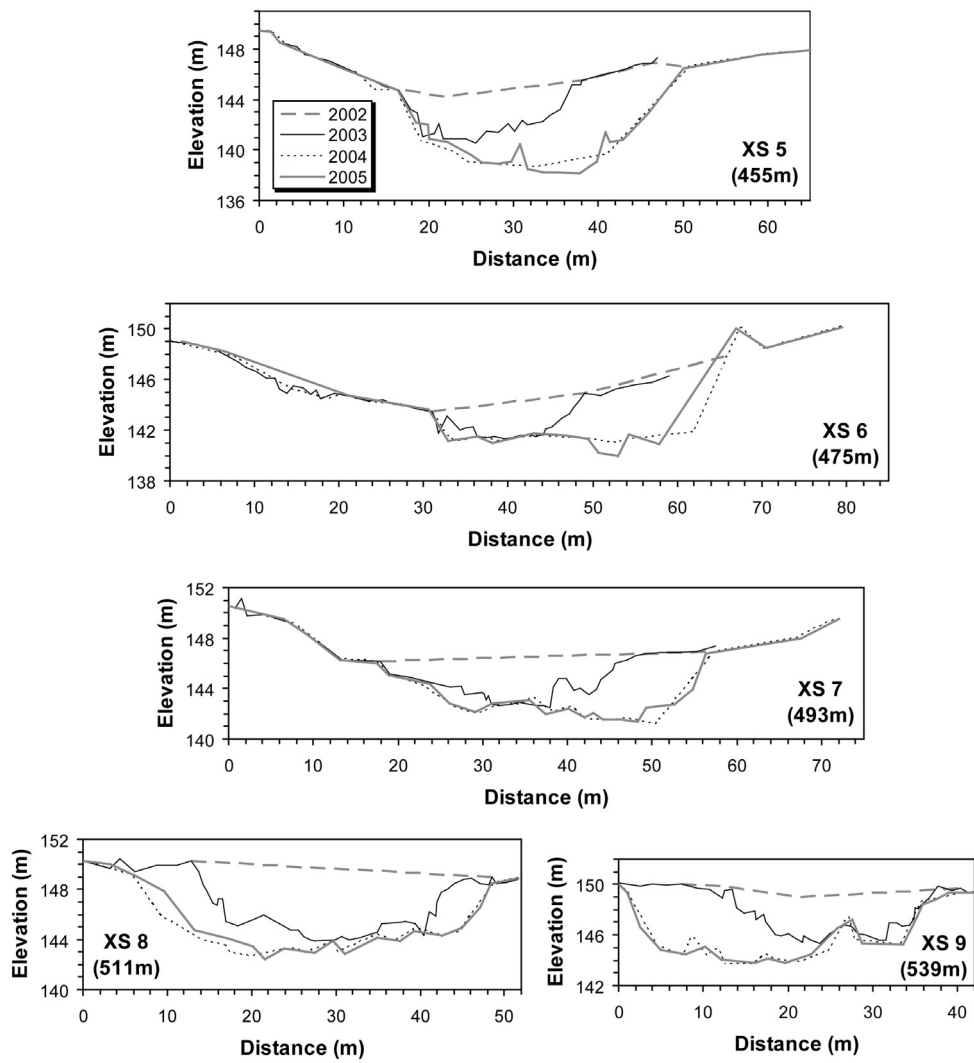 Elevation (m)
148
144
140
136
2002
2003
2004
2005
XS 5
(455m)
0 10 20 30 40 50 60
Distance (m)
Elevation (m)
150
146
142
138
XS 6
(475m)
0 10 20 30 40 50 60 70 80
Distance (m)
Elevation (m)
152
148
144
140
XS 7
(493m)
0 10 20 30 40 50 60 70
Distance (m)
Elevation (m)
152
148
144
140
XS 8
(511m)
0 10 20 30 40 50
Distance (m)
Elevation (m)
150
146
142
XS 9
(539m)
0 10 20 30 40
Distance (m)